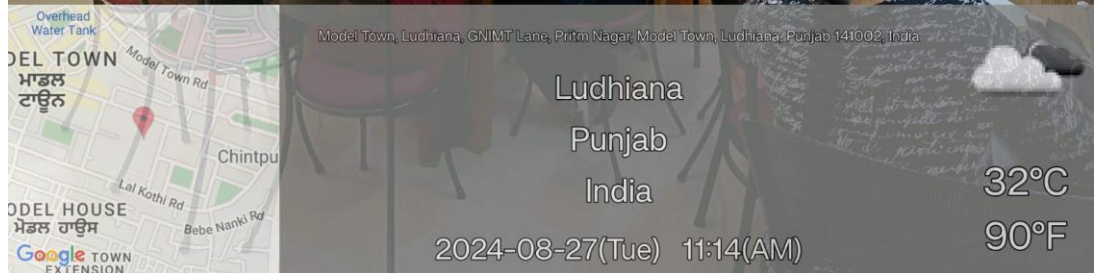 Overhead
Water Tank
DEL TOWN
ਮਾਡਲ
ਟਾਊਨ
Model Town Rd
Chintpu
Lal Kothi Rd
ODEL HOUSE
ਮੋਡਲ ਹਾਊਸ
Bebe Nanki Rd
Google TOWN
EXTENSION
Model Town, Ludhiana, GNIMT Lane, Pritm Nagar, Model Town, Ludhiana, Punjab 141002, India
Ludhiana
Punjab
India
2024-08-27(Tue) 11:14(AM)
32°C
90°F